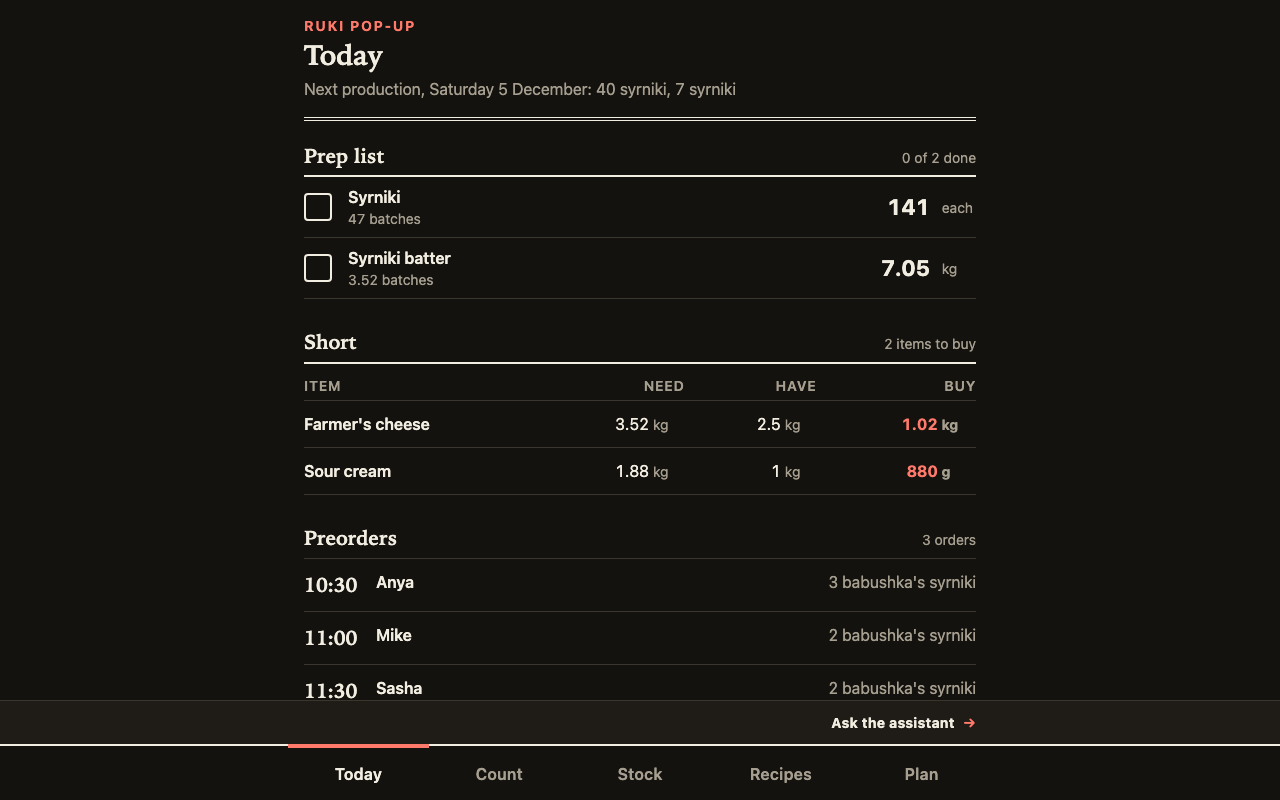 RUKI POP-UP
Today
Next production, Saturday 5 December: 40 syrniki, 7 syrniki
Prep list 0 of 2 done
Syrniki 141 each
47 batches
Syrniki batter 7.05 kg
3.52 batches
Short 2 items to buy
ITEM NEED HAVE BUY
Farmer's cheese 3.52 kg 2.5 kg 1.02 kg
Sour cream 1.88 kg 1 kg 880 g
Preorders 3 orders
10:30 Anya 3 babushka's syrniki
11:00 Mike 2 babushka's syrniki
11:30 Sasha 2 babushka's syrniki
Ask the assistant →
Today Count Stock Recipes Plan